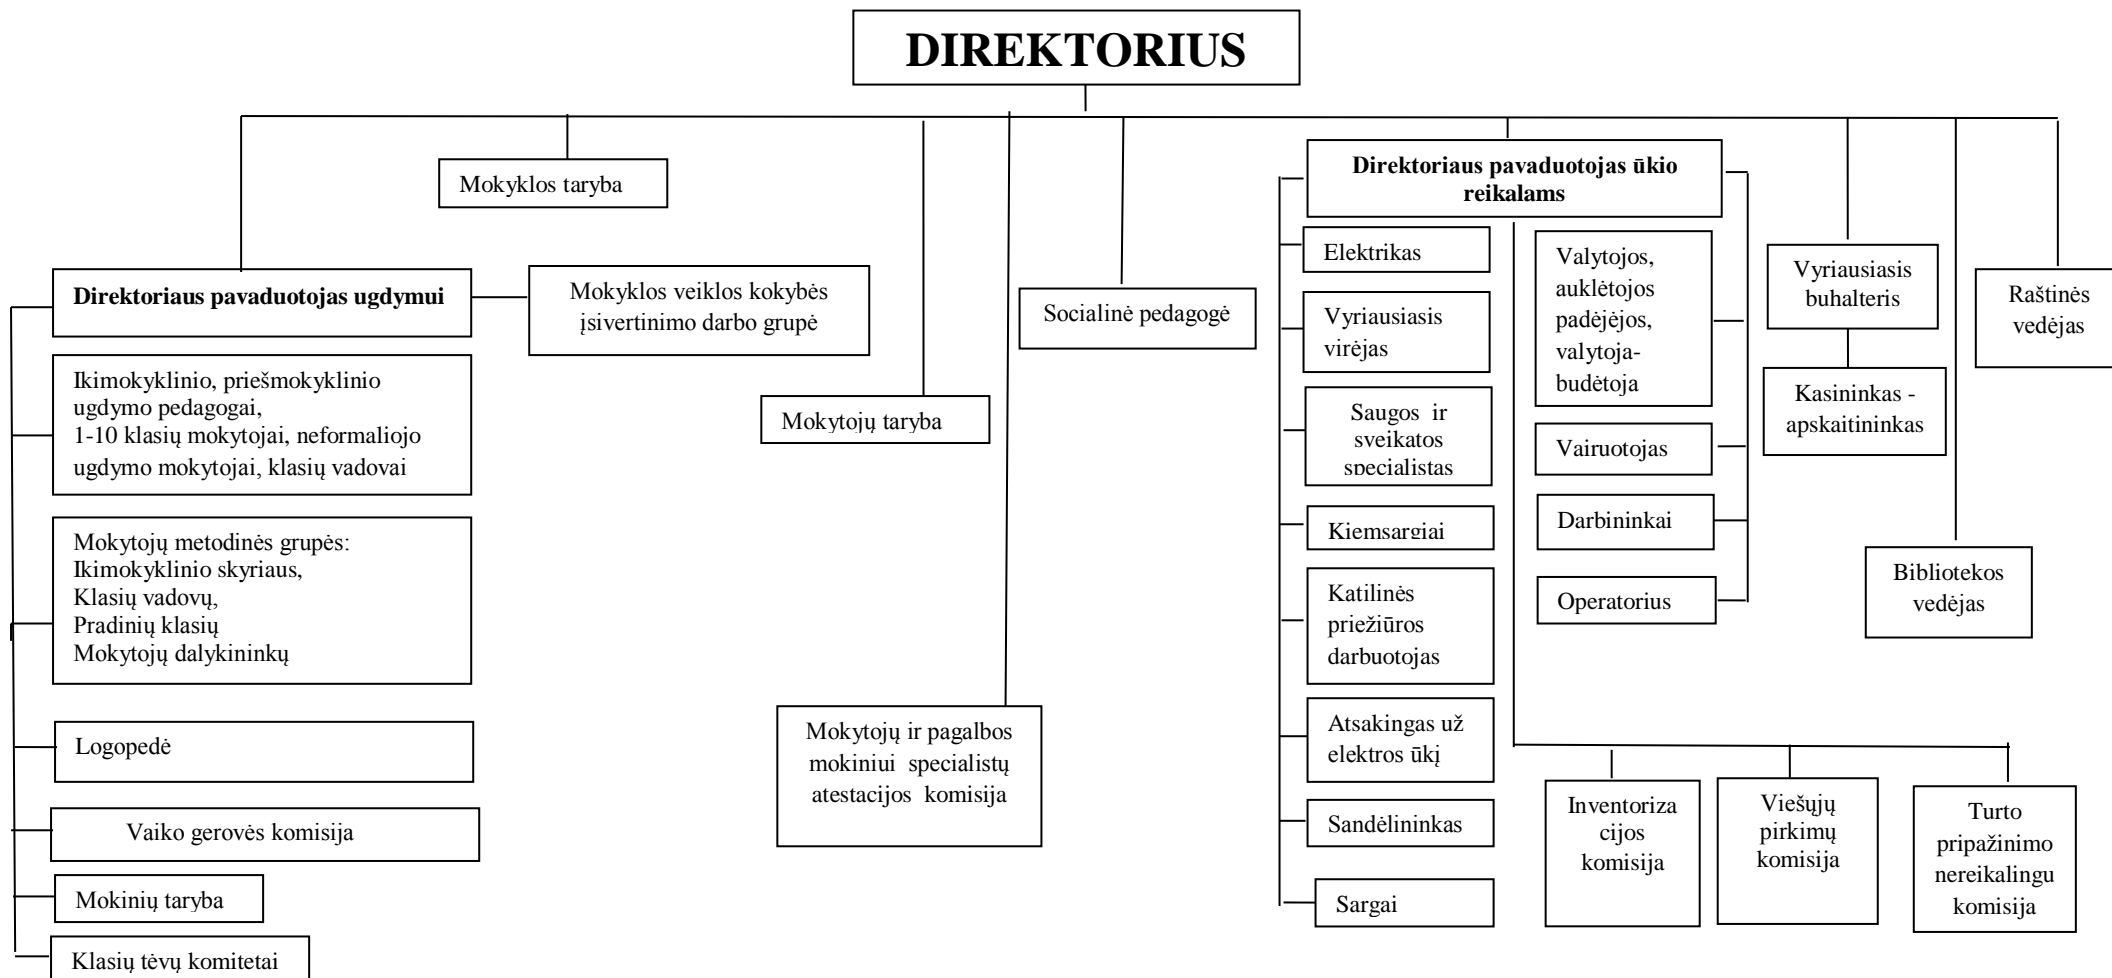 DIREKTORIUS
Mokyklos taryba
Direktoriaus pavaduotojas ūkio
reikalams
Direktoriaus pavaduotojas ugdymui
Mokyklos veiklos kokybės
įsivertinimo darbo grupė
Socialinė pedagogė
Mokytojų taryba
Ikimokyklinio, priešmokyklinio
ugdymo pedagogai,
1-10 klasių mokytojai, neformaliojo
ugdymo mokytojai, klasių vadovai
Mokytojų metodinės grupės:
Ikimokyklinio skyriaus,
Klasių vadovų,
Pradinių klasių
Mokytojų dalykininkų
Logopedė
Vaiko gerovės komisija
Mokinių taryba
Klasių tėvų komitetai
Mokytojų ir pagalbos
mokiniui specialistų
atestacijos komisija
Elektrikas
Vyriausiasis
virėjas
Saugos ir
sveikatos
specialistas
Kiemsargiai
Katilinės
priežiūros
darbuotojas
Atsakingas už
elektros ūkį
Sandėlininkas
Sargai
Valytojos,
auklėtojos
padėjėjos,
valytoja-
budėtoja
Vairuotojas
Darbininkai
Operatorius
Inventoriza
cijos
komisija
Viešųjų
pirkimų
komisija
Turto
pripažinimo
nereikalingu
komisija
Vyriausiasis
buhalteris
Kasininkas -
apskaitininkas
Bibliotekos
vedėjas
Raštinės
vedėjas